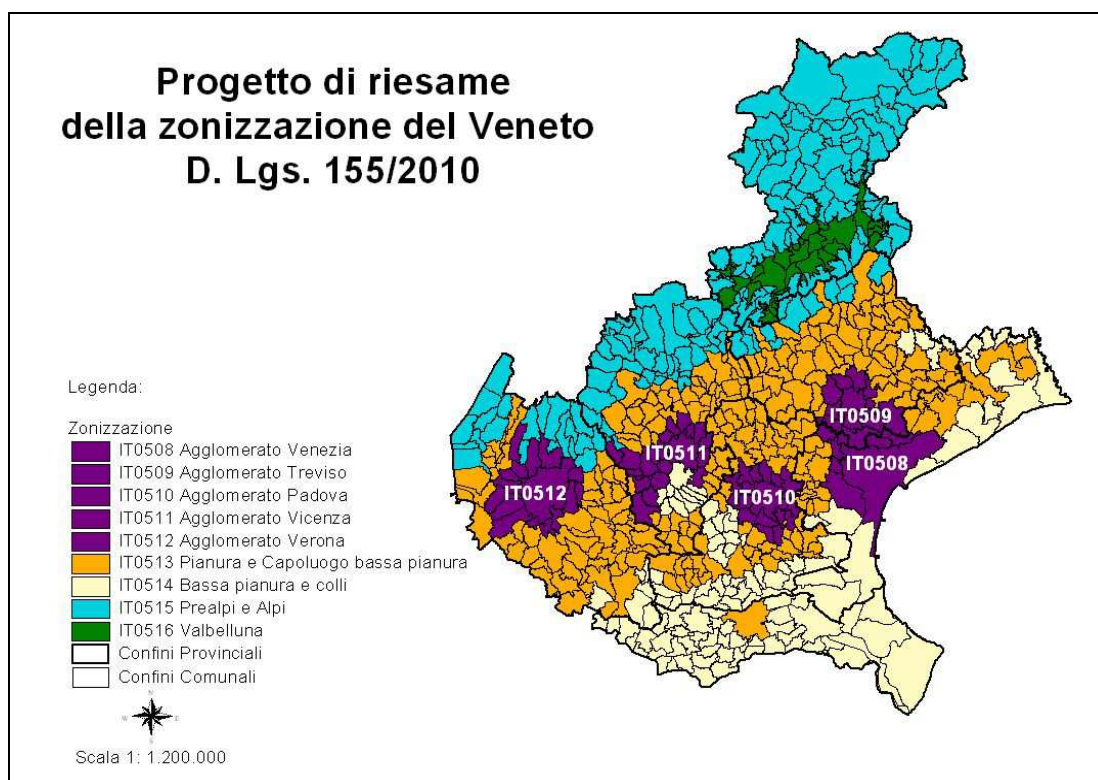 Progetto di riesame
della zonizzazione del Veneto
D. Lgs. 155/2010
Legenda:
Zonizzazione
IT0508 Agglomerato Venezia
IT0509 Agglomerato Treviso
IT0510 Agglomerato Padova
IT0511 Agglomerato Vicenza
IT0512 Agglomerato Verona
IT0513 Pianura e Capoluogo bassa pianura
IT0514 Bassa pianura e colli
IT0515 Prealpi e Alpi
IT0516 Valbelluna
Confini Provinciali
Confini Comunali
Scala 1: 1.200.000
IT0509
IT0511
IT0508
IT0512
IT0510